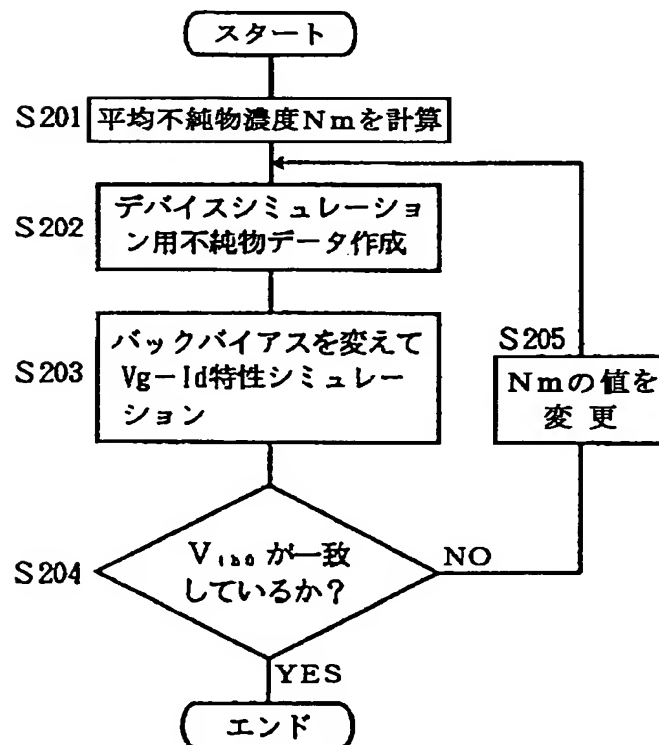 スタート
S201
平均不純物濃度Nmを計算
S202
デバイスシミュレーショ
ン用不純物データ作成
S203
バックバイアスを変えて
Vg－Id特性シミュレー
ション
S205
Nmの値を
変更
S204
Vth0が一致
しているか？
NO
YES
エンド